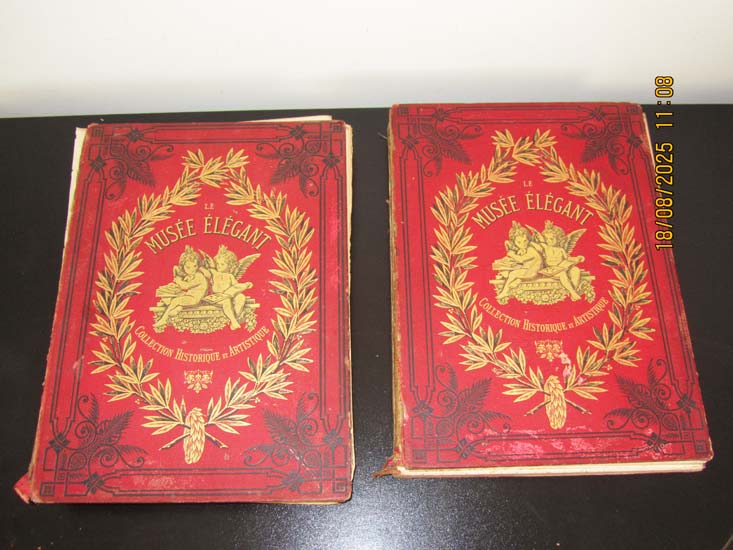 LE
MUSÉE ÉLÉGANT
COLLECTION HISTORIQUE ET ARTISTIQUE
LE
MUSÉE ÉLÉGANT
COLLECTION HISTORIQUE ET ARTISTIQUE
18/08/2025 11:08